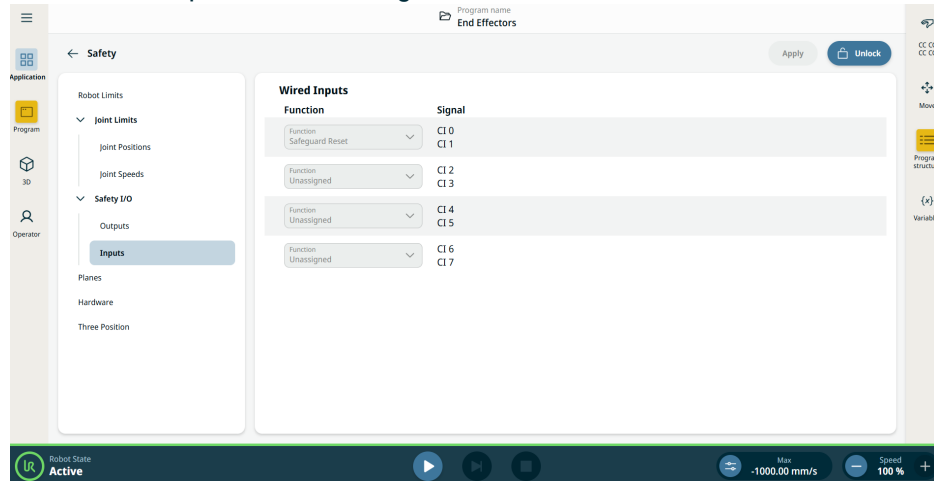 Program name
End Effectors
Safety
Apply
Unlock
Application
Program
3D
Operator
Robot Limits
Joint Limits
Joint Positions
Joint Speeds
Safety I/O
Outputs
Inputs
Planes
Hardware
Three Position
Wired Inputs
Function
Signal
Function
Safeguard Reset
CI 0
CI 1
Function
Unassigned
CI 2
CI 3
Function
Unassigned
CI 4
CI 5
Function
Unassigned
CI 6
CI 7
Move
{x}
UR
Robot State
Active
Max
-1000.00 mm/s
Speed
100 %